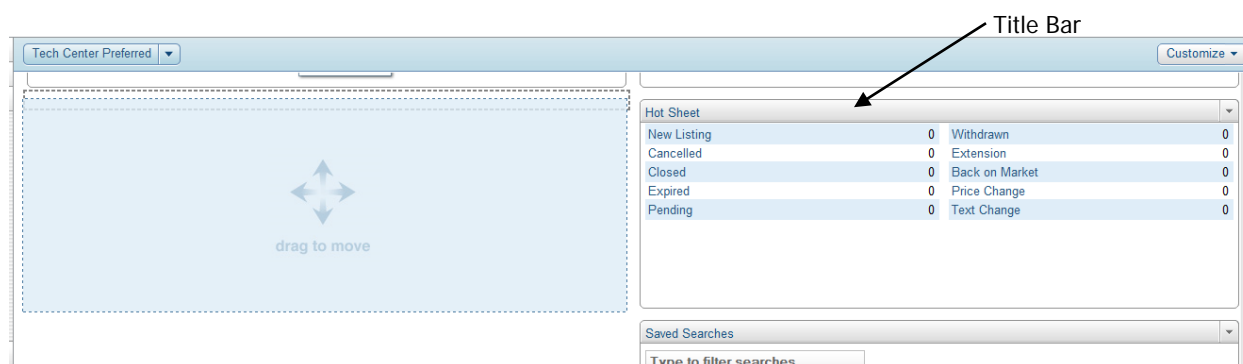 Title Bar
Tech Center Preferred
Customize
Hot Sheet
New Listing 0 Withdrawn 0
Cancelled 0 Extension 0
Closed 0 Back on Market 0
Expired 0 Price Change 0
Pending 0 Text Change 0
drag to move
Saved Searches
Type to filter searches